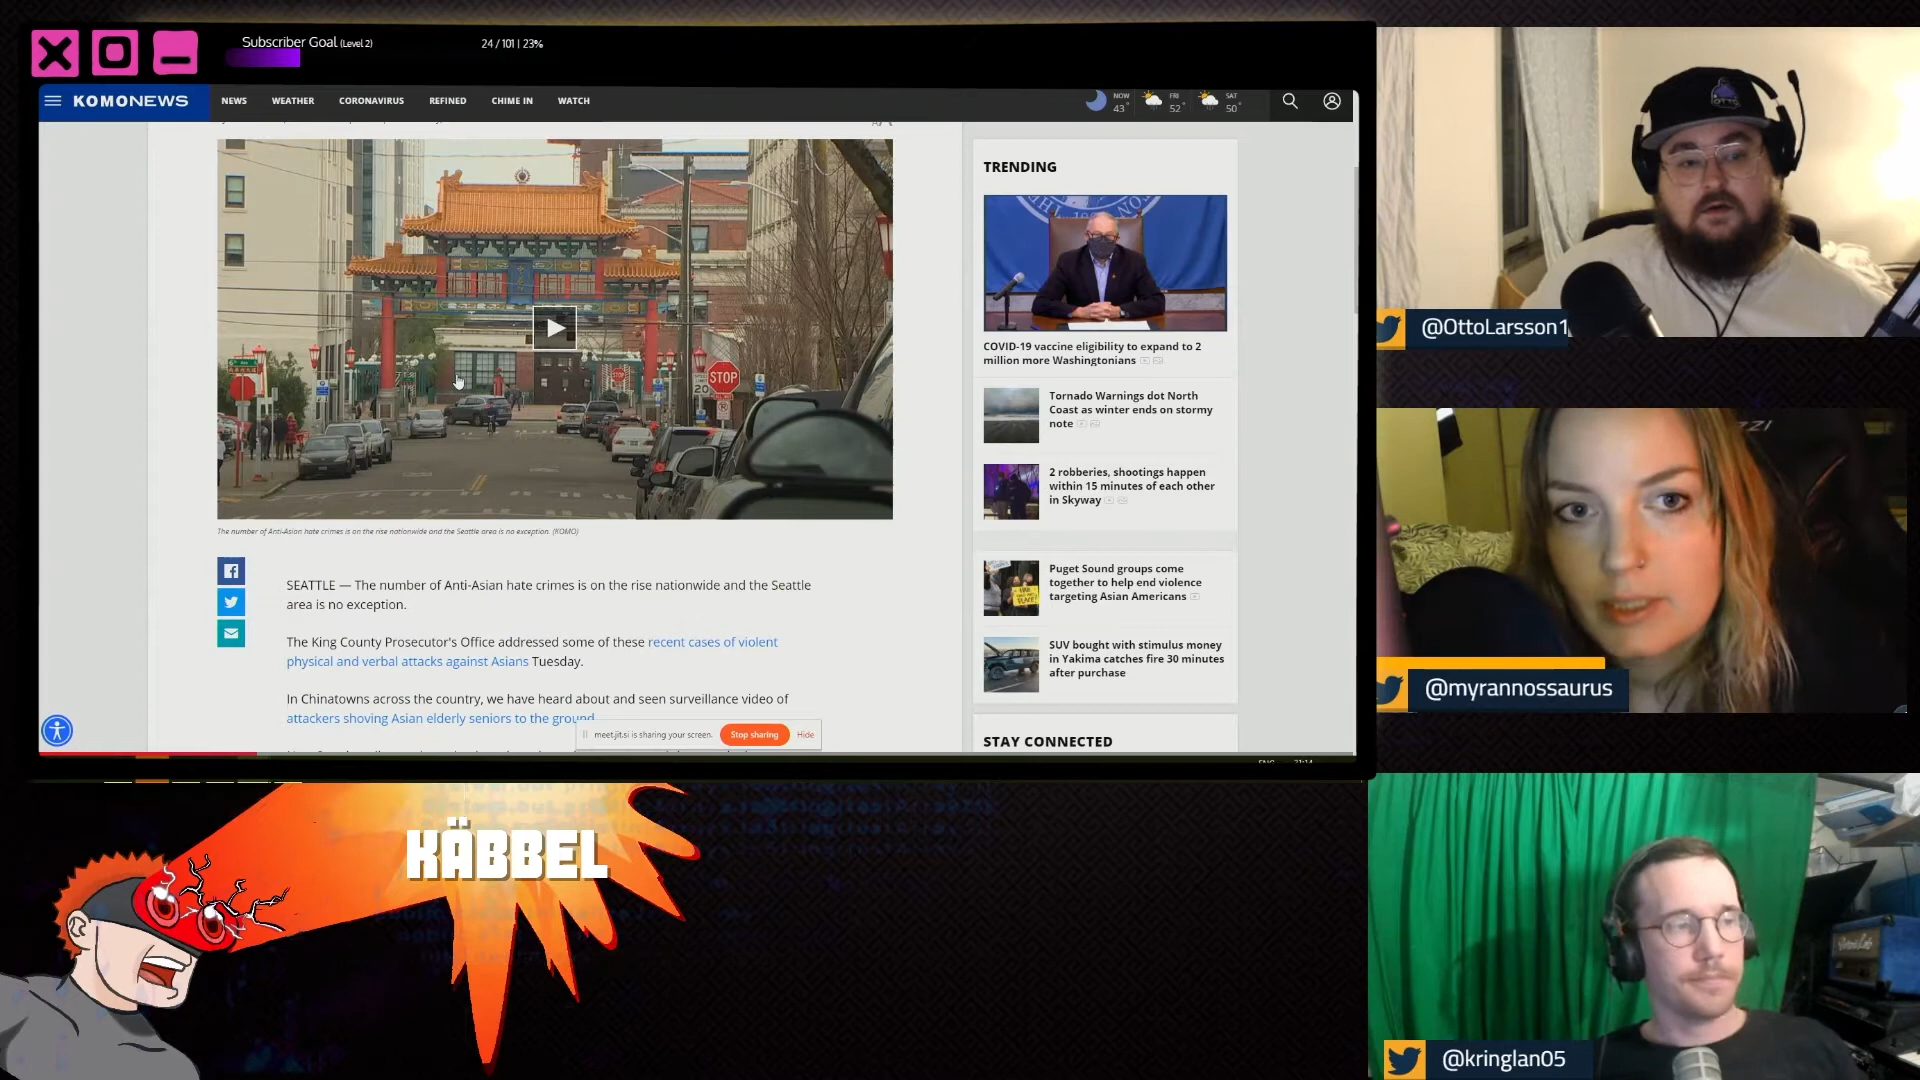 Subscriber Goal (Level 2)
24 / 101 | 23%
KOMONEWS
NEWS
WEATHER
CORONAVIRUS
REFINED
CHIME IN
WATCH
NOW
43°
FRI
52°
SAT
50°
STOP
20
The number of Anti-Asian hate crimes is on the rise nationwide and the Seattle area is no exception. (KOMO)
SEATTLE — The number of Anti-Asian hate crimes is on the rise nationwide and the Seattle
area is no exception.
The King County Prosecutor's Office addressed some of these recent cases of violent
physical and verbal attacks against Asians Tuesday.
In Chinatowns across the country, we have heard about and seen surveillance video of
attackers shoving Asian elderly seniors to the ground.
meet.jit.si is sharing your screen.
Stop sharing
Hide
TRENDING
COVID-19 vaccine eligibility to expand to 2
million more Washingtonians
Tornado Warnings dot North
Coast as winter ends on stormy
note
2 robberies, shootings happen
within 15 minutes of each other
in Skyway
Puget Sound groups come
together to help end violence
targeting Asian Americans
SUV bought with stimulus money
in Yakima catches fire 30 minutes
after purchase
STAY CONNECTED
@OttoLarsson1
@myrannossaurus
@kringlan05
KÄBBEL